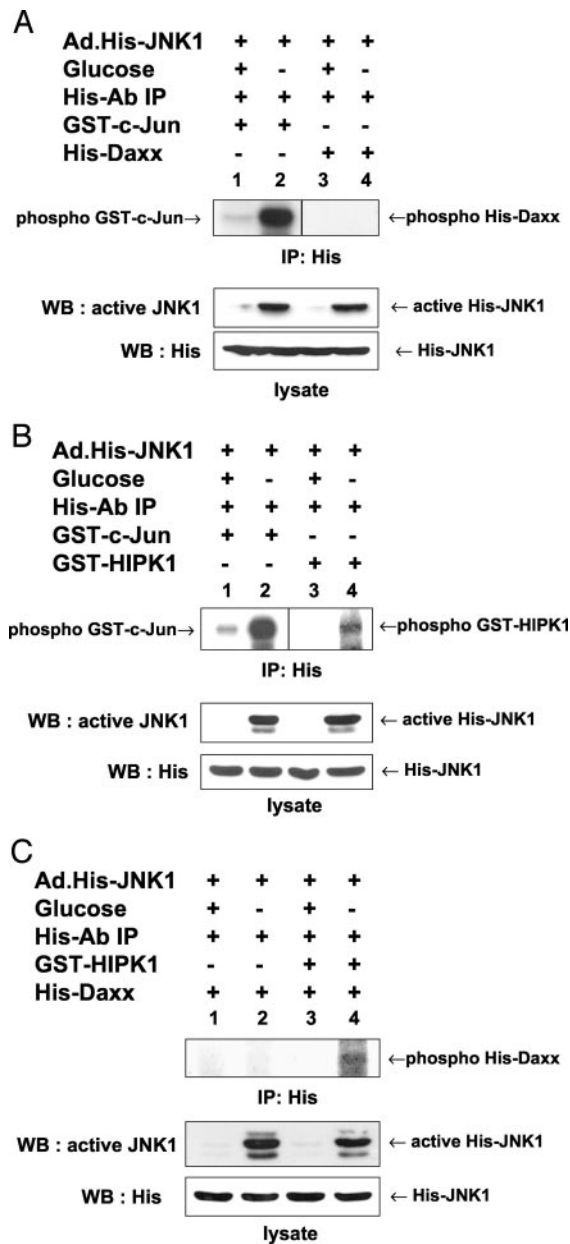 A
Ad.His-JNK1 + + + +
Glucose + - + -
His-Ab IP + + + +
GST-c-Jun + + - -
His-Daxx - - + +
1 2 3 4
phospho GST-c-Jun→ ←phospho His-Daxx
IP: His
WB : active JNK1 ← active His-JNK1
WB : His ← His-JNK1
lysate
B
Ad.His-JNK1 + + + +
Glucose + - + -
His-Ab IP + + + +
GST-c-Jun + + - -
GST-HIPK1 - - + +
1 2 3 4
phospho GST-c-Jun→ ←phospho GST-HIPK1
IP: His
WB : active JNK1 ← active His-JNK1
WB : His ← His-JNK1
lysate
C
Ad.His-JNK1 + + + +
Glucose + - + -
His-Ab IP + + + +
GST-HIPK1 - - + +
His-Daxx + + + +
1 2 3 4
←phospho His-Daxx
IP: His
WB : active JNK1 ← active His-JNK1
WB : His ← His-JNK1
lysate